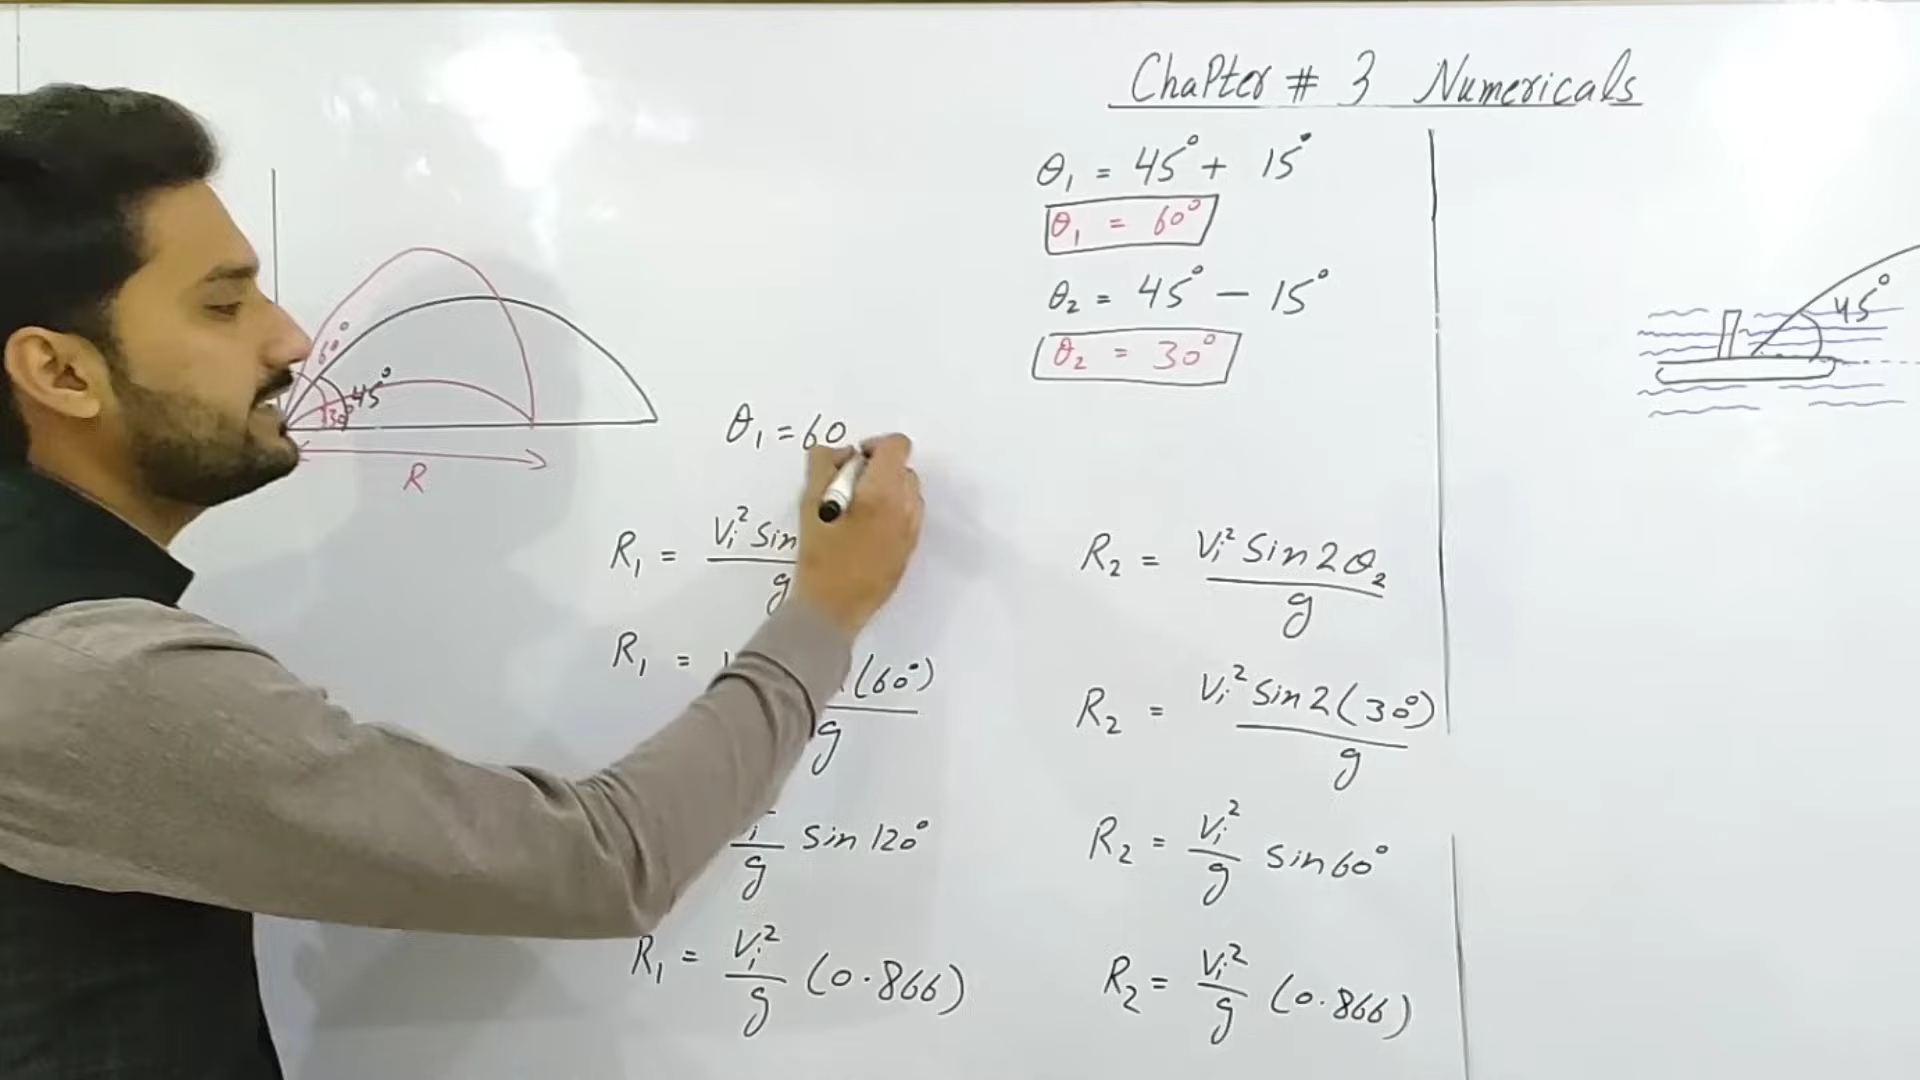 ChaPter # 3 Numericals
θ₁ = 45° + 15°
θ₁ = 60°
θ₂ = 45° − 15°
θ₂ = 30°
60°
45°
30°
R
45°
θ₁ = 60
R₁ = Vᵢ² Sin
g
R₁ =
(60°)
g
g
sin 120°
R₁ = Vᵢ²/g (0.866)
R₂ = Vᵢ² Sin 2θ₂ / g
R₂ = Vᵢ² Sin 2(30°) / g
R₂ = Vᵢ²/g sin 60°
R₂ = Vᵢ²/g (0.866)